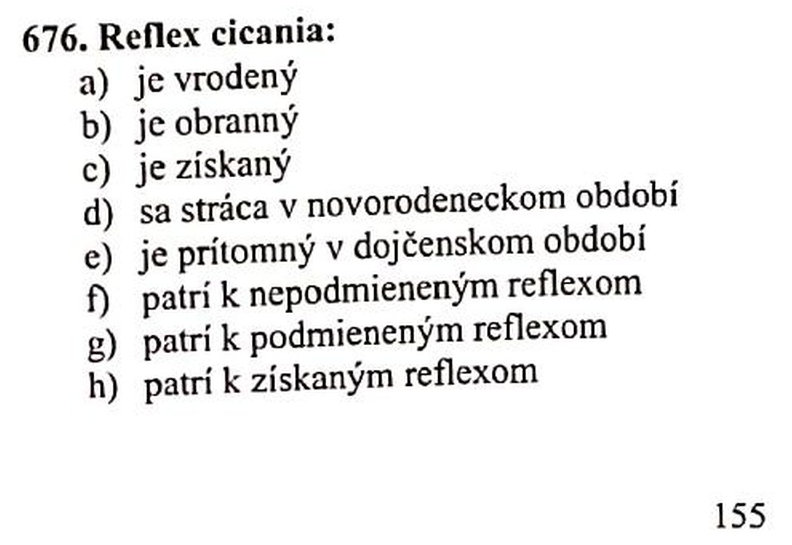 676. Reflex cicania:
a) je vrodený
b) je obranný
c) je získaný
d) sa stráca v novorodeneckom období
e) je prítomný v dojčenskom období
f) patrí k nepodmieneným reflexom
g) patrí k podmieneným reflexom
h) patrí k získaným reflexom
155